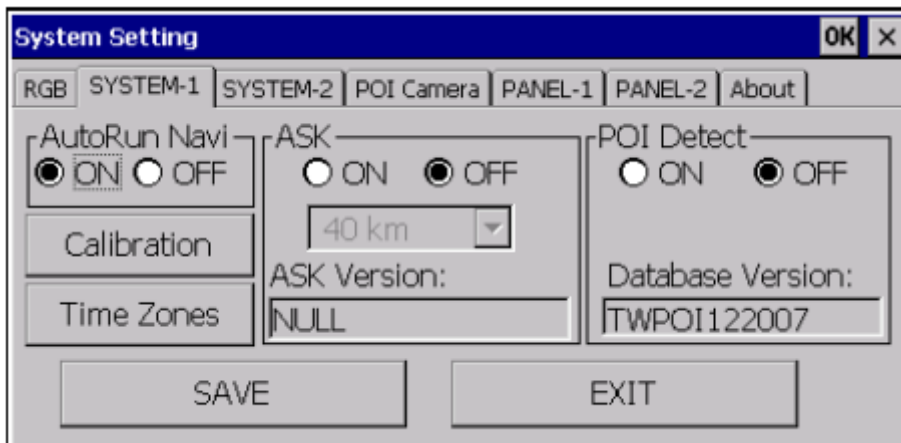 System Setting OK ×
RGB SYSTEM-1 SYSTEM-2 POI Camera PANEL-1 PANEL-2 About
AutoRun Navi ASK POI Detect
ON OFF ON OFF ON OFF
40 km
Calibration
ASK Version: Database Version:
Time Zones NULL TWPOI122007
SAVE EXIT